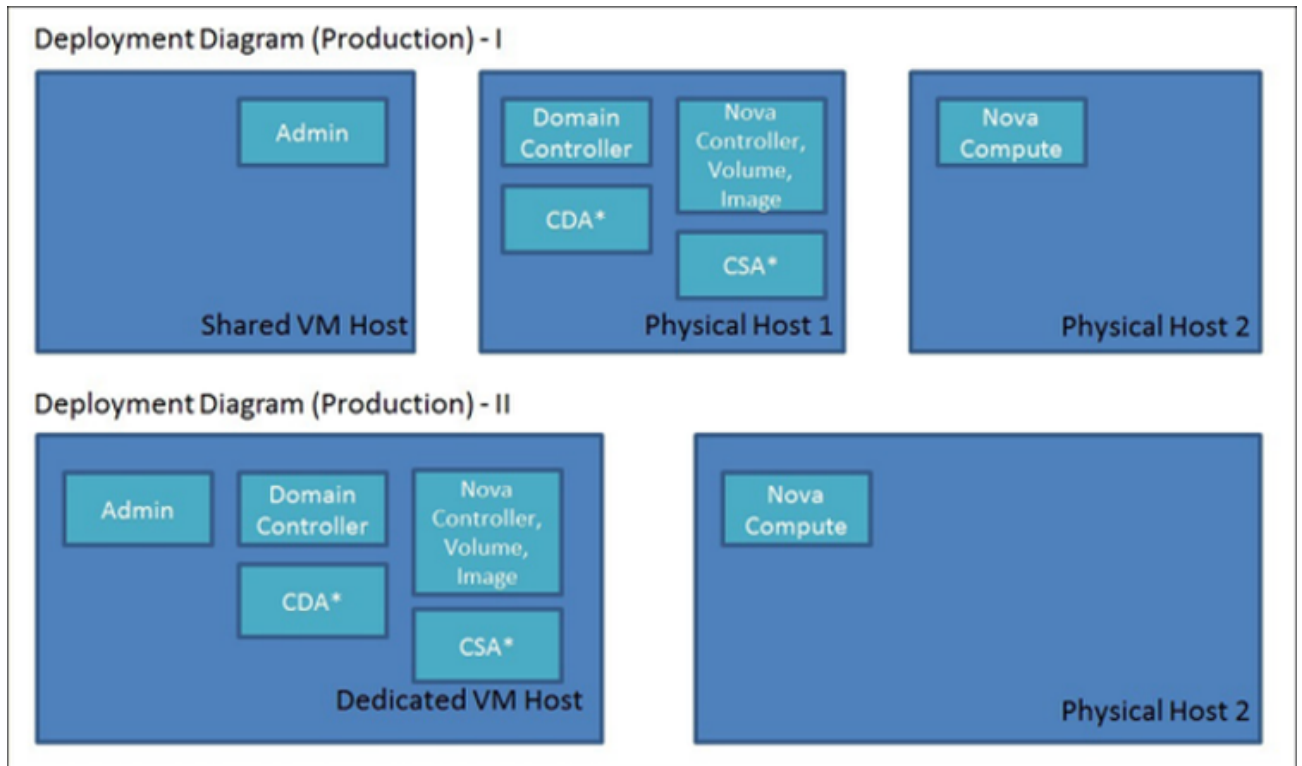 Deployment Diagram (Production) - I
Admin
Shared VM Host
Domain
Controller
CDA*
Nova
Controller,
Volume,
Image
CSA*
Physical Host 1
Nova
Compute
Physical Host 2
Deployment Diagram (Production) - II
Admin
Domain
Controller
CDA*
Nova
Controller,
Volume,
Image
CSA*
Dedicated VM Host
Nova
Compute
Physical Host 2